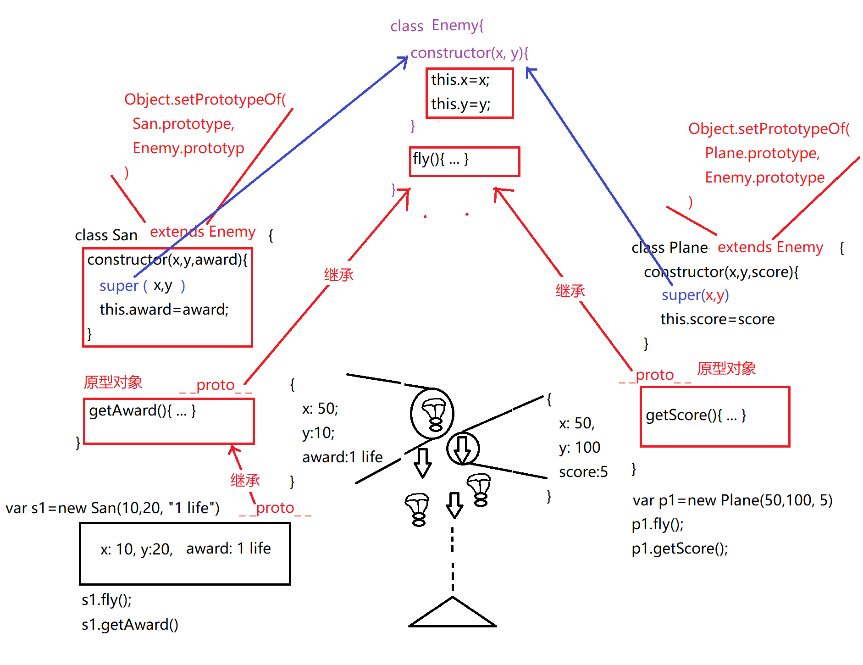 class Enemy{
constructor(x, y){
this.x=x;
this.y=y;
}
fly(){ ... }
}
Object.setPrototypeOf(
San.prototype,
Enemy.prototyp
)
class San extends Enemy {
constructor(x,y,award){
super ( x,y )
this.award=award;
}
继承
原型对象
__proto__
getAward(){ ... }
}
继承
__proto__
var s1=new San(10,20, "1 life")
x: 10, y:20, award: 1 life
s1.fly();
s1.getAward()
{
x: 50;
y:10;
award:1 life
}
{
x: 50,
y: 100
score:5
}
Object.setPrototypeOf(
Plane.prototype,
Enemy.prototype
)
class Plane extends Enemy {
constructor(x,y,score){
super(x,y)
this.score=score
}
继承
__proto__ 原型对象
getScore(){ ... }
}
var p1=new Plane(50,100, 5)
p1.fly();
p1.getScore();